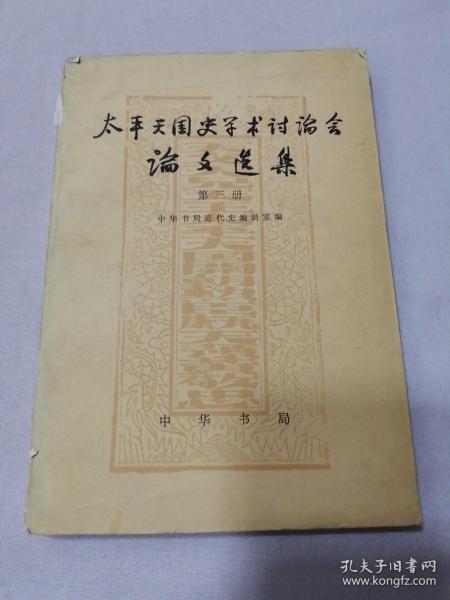 太平天国史学术讨论会
论文选集
第三册
中华书局近代史编辑室编
中华书局
孔夫子旧书网
www.kongfz.com